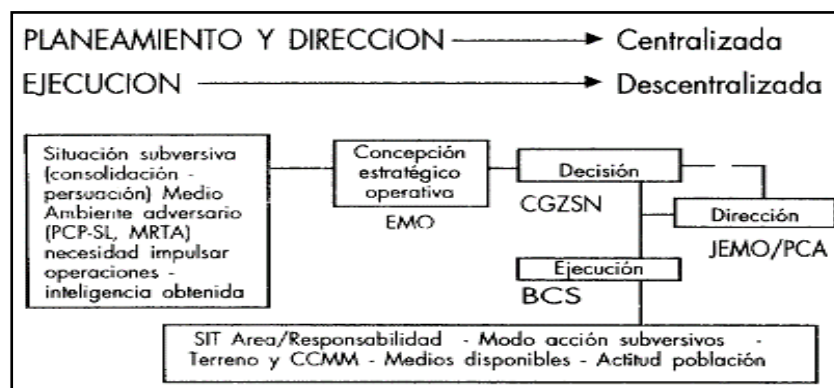 PLANEAMIENTO Y DIRECCION Centralizada
EJECUCION Descentralizada
Situación subversiva
(consolidación -
persuación) Medio
Ambiente adversario
(PCP-SL, MRTA)
necesidad impulsar
operaciones -
inteligencia obtenida
Concepción
estratégico
operativa
EMO
Decisión
CGZSN
Dirección
JEMO/PCA
Ejecución
BCS
SIT Area/Responsabilidad - Modo acción subversivos -
Terreno y CCMM - Medios disponibles - Actitud población